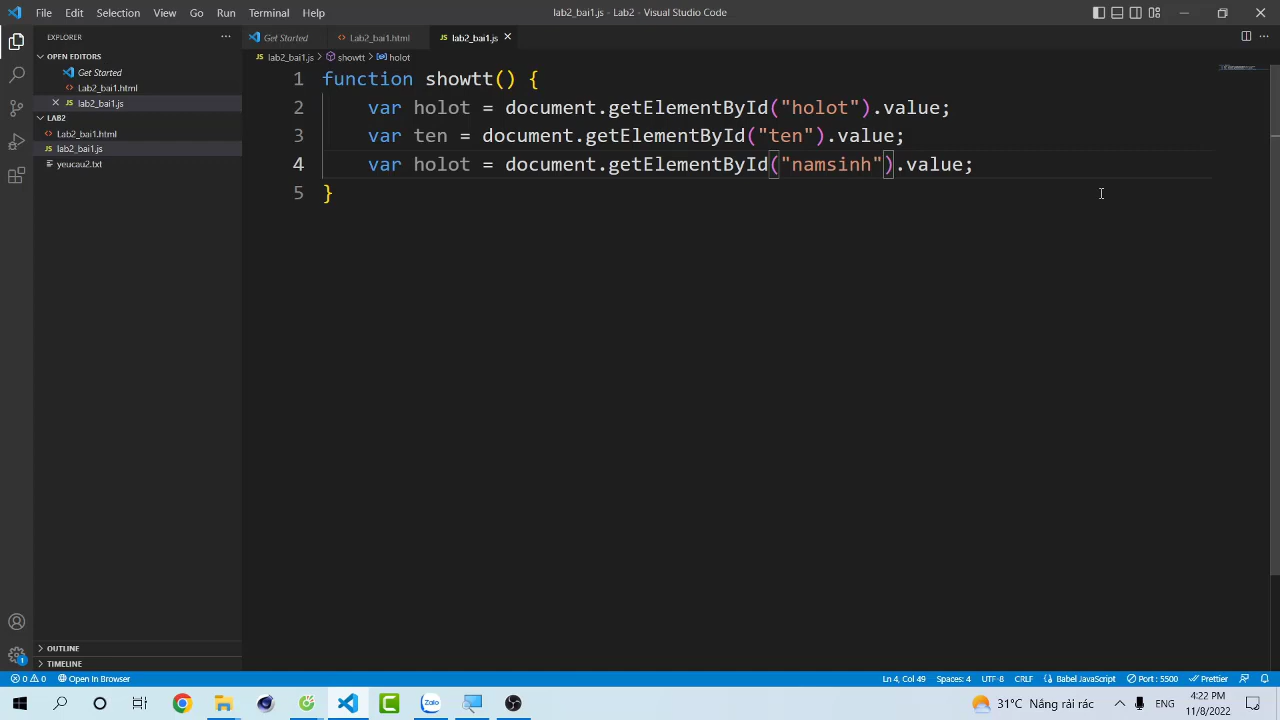 File Edit Selection View Go Run Terminal Help
lab2_bai1.js - Lab2 - Visual Studio Code
EXPLORER
OPEN EDITORS
Get Started
Lab2_bai1.html
lab2_bai1.js
LAB2
Lab2_bai1.html
lab2_bai1.js
yeucau2.txt
OUTLINE
TIMELINE
Get Started Lab2_bai1.html JS lab2_bai1.js
JS lab2_bai1.js > showtt > holot
1 function showtt() {
2 var holot = document.getElementById("holot").value;
3 var ten = document.getElementById("ten").value;
4 var holot = document.getElementById("namsinh").value;
5 }
0 0 Open In Browser
Ln 4, Col 49 Spaces: 4 UTF-8 CRLF Babel JavaScript Port : 5500 Prettier
Zalo
31°C Nắng rải rác ENG 4:22 PM
11/8/2022